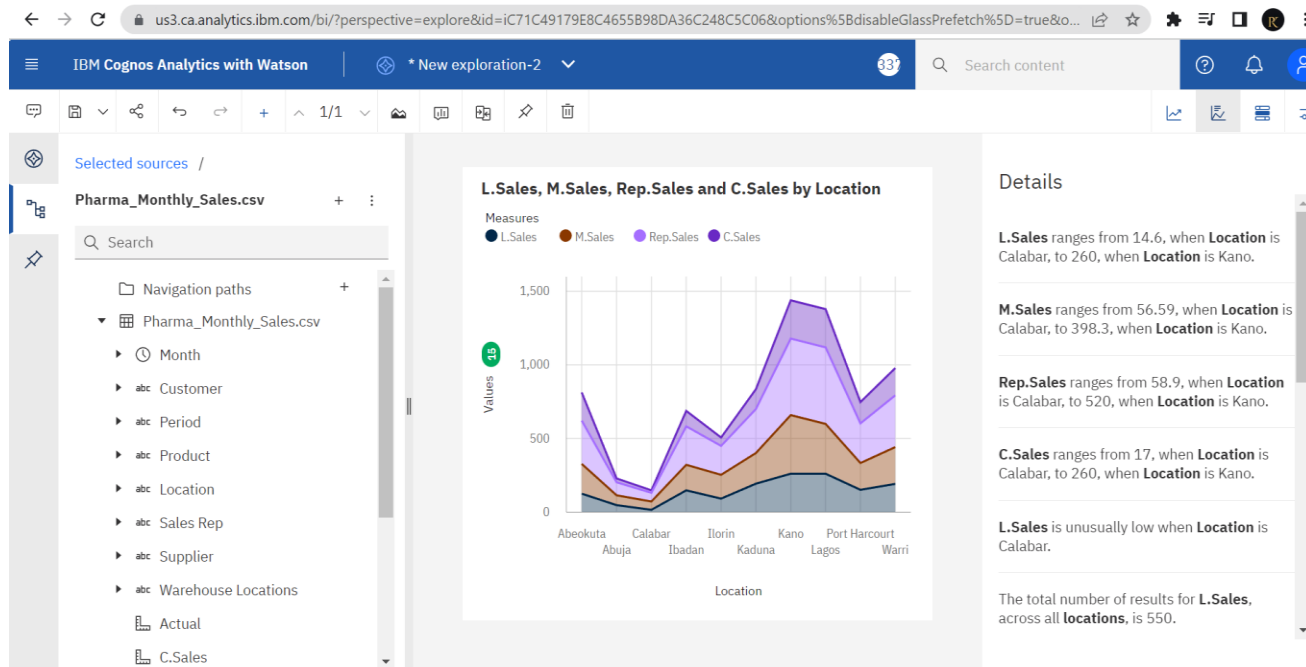 us3.ca.analytics.ibm.com/bi/?perspective=explore&id=iC71C49179E8C4655B98DA36C248C5C06&options%5BdisableGlassPrefetch%5D=true&o...
IBM Cognos Analytics with Watson
* New exploration-2
337
Search content
1/1
Selected sources /
Pharma_Monthly_Sales.csv
Search
Navigation paths
Pharma_Monthly_Sales.csv
Month
abc Customer
abc Period
abc Product
abc Location
abc Sales Rep
abc Supplier
abc Warehouse Locations
Actual
C.Sales
L.Sales, M.Sales, Rep.Sales and C.Sales by Location
Measures
L.Sales M.Sales Rep.Sales C.Sales
1,500
1,000
500
0
15
Values
Abeokuta Calabar Ilorin Kano Port Harcourt
Abuja Ibadan Kaduna Lagos Warri
Location
Details
L.Sales ranges from 14.6, when Location is
Calabar, to 260, when Location is Kano.
M.Sales ranges from 56.59, when Location is
Calabar, to 398.3, when Location is Kano.
Rep.Sales ranges from 58.9, when Location
is Calabar, to 520, when Location is Kano.
C.Sales ranges from 17, when Location is
Calabar, to 260, when Location is Kano.
L.Sales is unusually low when Location is
Calabar.
The total number of results for L.Sales,
across all locations, is 550.